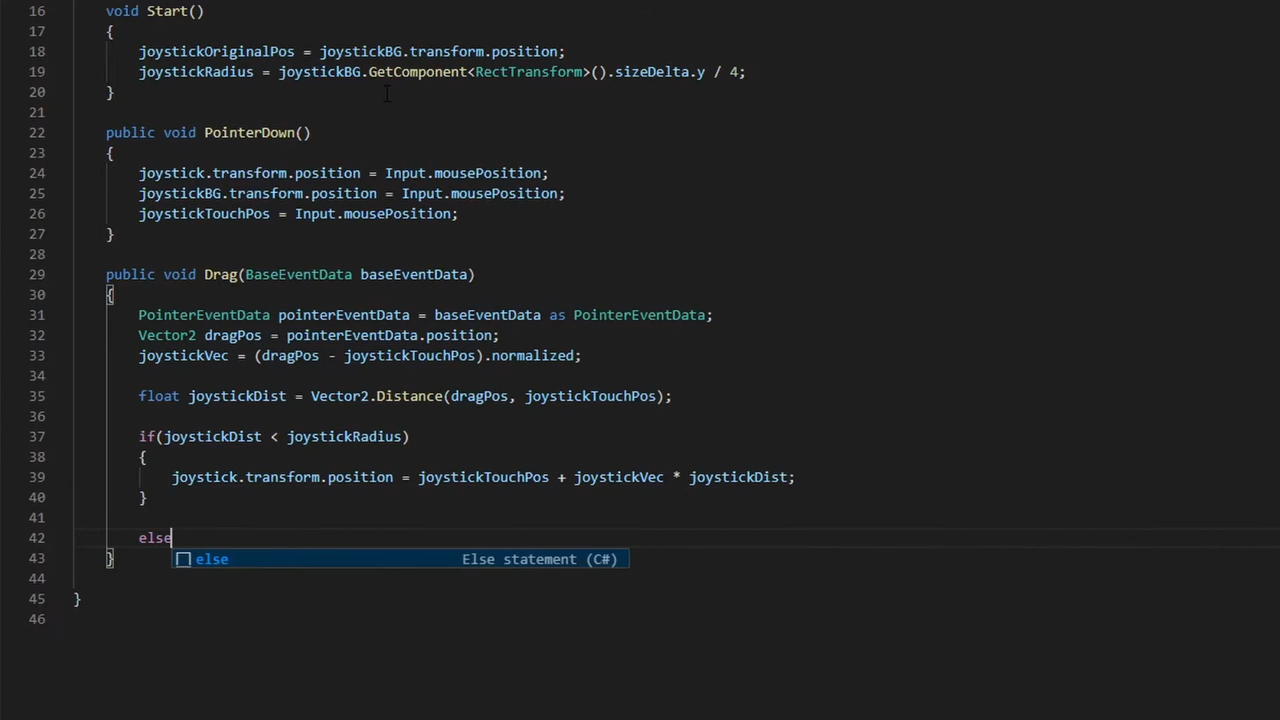 16 void Start()
17 {
18 joystickOriginalPos = joystickBG.transform.position;
19 joystickRadius = joystickBG.GetComponent<RectTransform>().sizeDelta.y / 4;
20 }
21
22 public void PointerDown()
23 {
24 joystick.transform.position = Input.mousePosition;
25 joystickBG.transform.position = Input.mousePosition;
26 joystickTouchPos = Input.mousePosition;
27 }
28
29 public void Drag(BaseEventData baseEventData)
30 {
31 PointerEventData pointerEventData = baseEventData as PointerEventData;
32 Vector2 dragPos = pointerEventData.position;
33 joystickVec = (dragPos - joystickTouchPos).normalized;
34
35 float joystickDist = Vector2.Distance(dragPos, joystickTouchPos);
36
37 if(joystickDist < joystickRadius)
38 {
39 joystick.transform.position = joystickTouchPos + joystickVec * joystickDist;
40 }
41
42 else
43 }
else Else statement (C#)
44
45 }
46